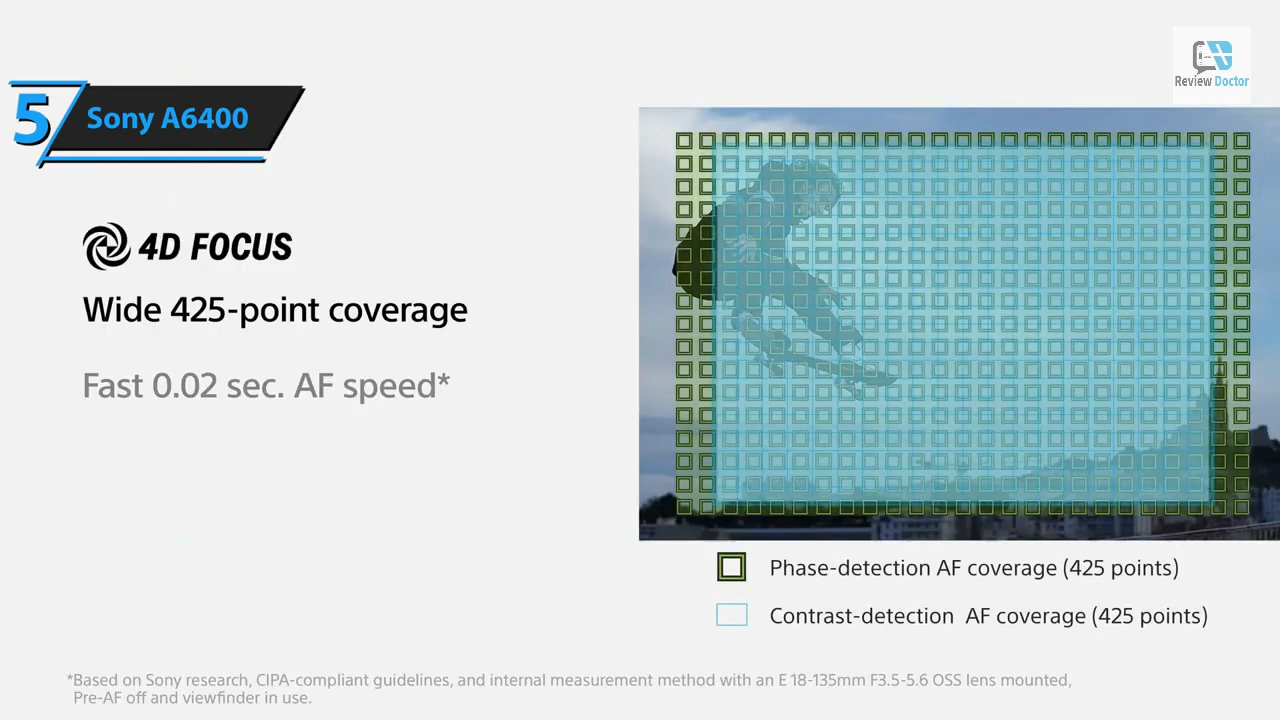 Review Doctor
5
Sony A6400
4D FOCUS
Wide 425-point coverage
Fast 0.02 sec. AF speed*
Phase-detection AF coverage (425 points)
Contrast-detection AF coverage (425 points)
*Based on Sony research, CIPA-compliant guidelines, and internal measurement method with an E 18-135mm F3.5-5.6 OSS lens mounted,
Pre-AF off and viewfinder in use.